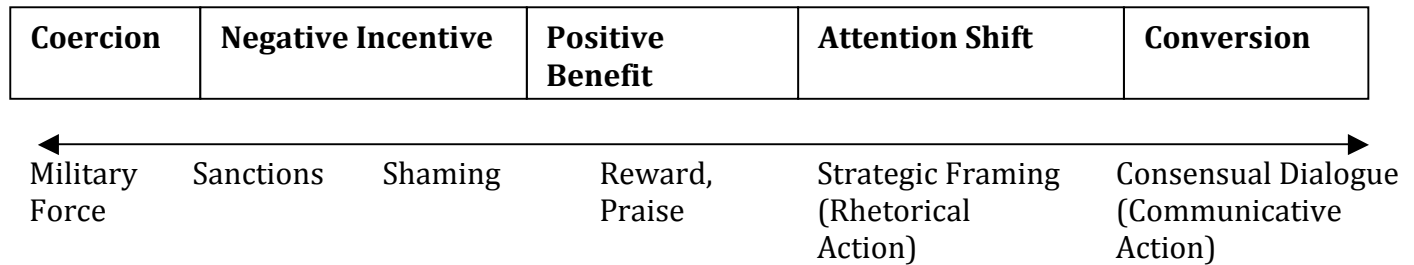 Coercion Negative Incentive Positive Attention Shift Conversion
Benefit
Military Sanctions Shaming Reward, Strategic Framing Consensual Dialogue
Force Praise (Rhetorical (Communicative
Action) Action)